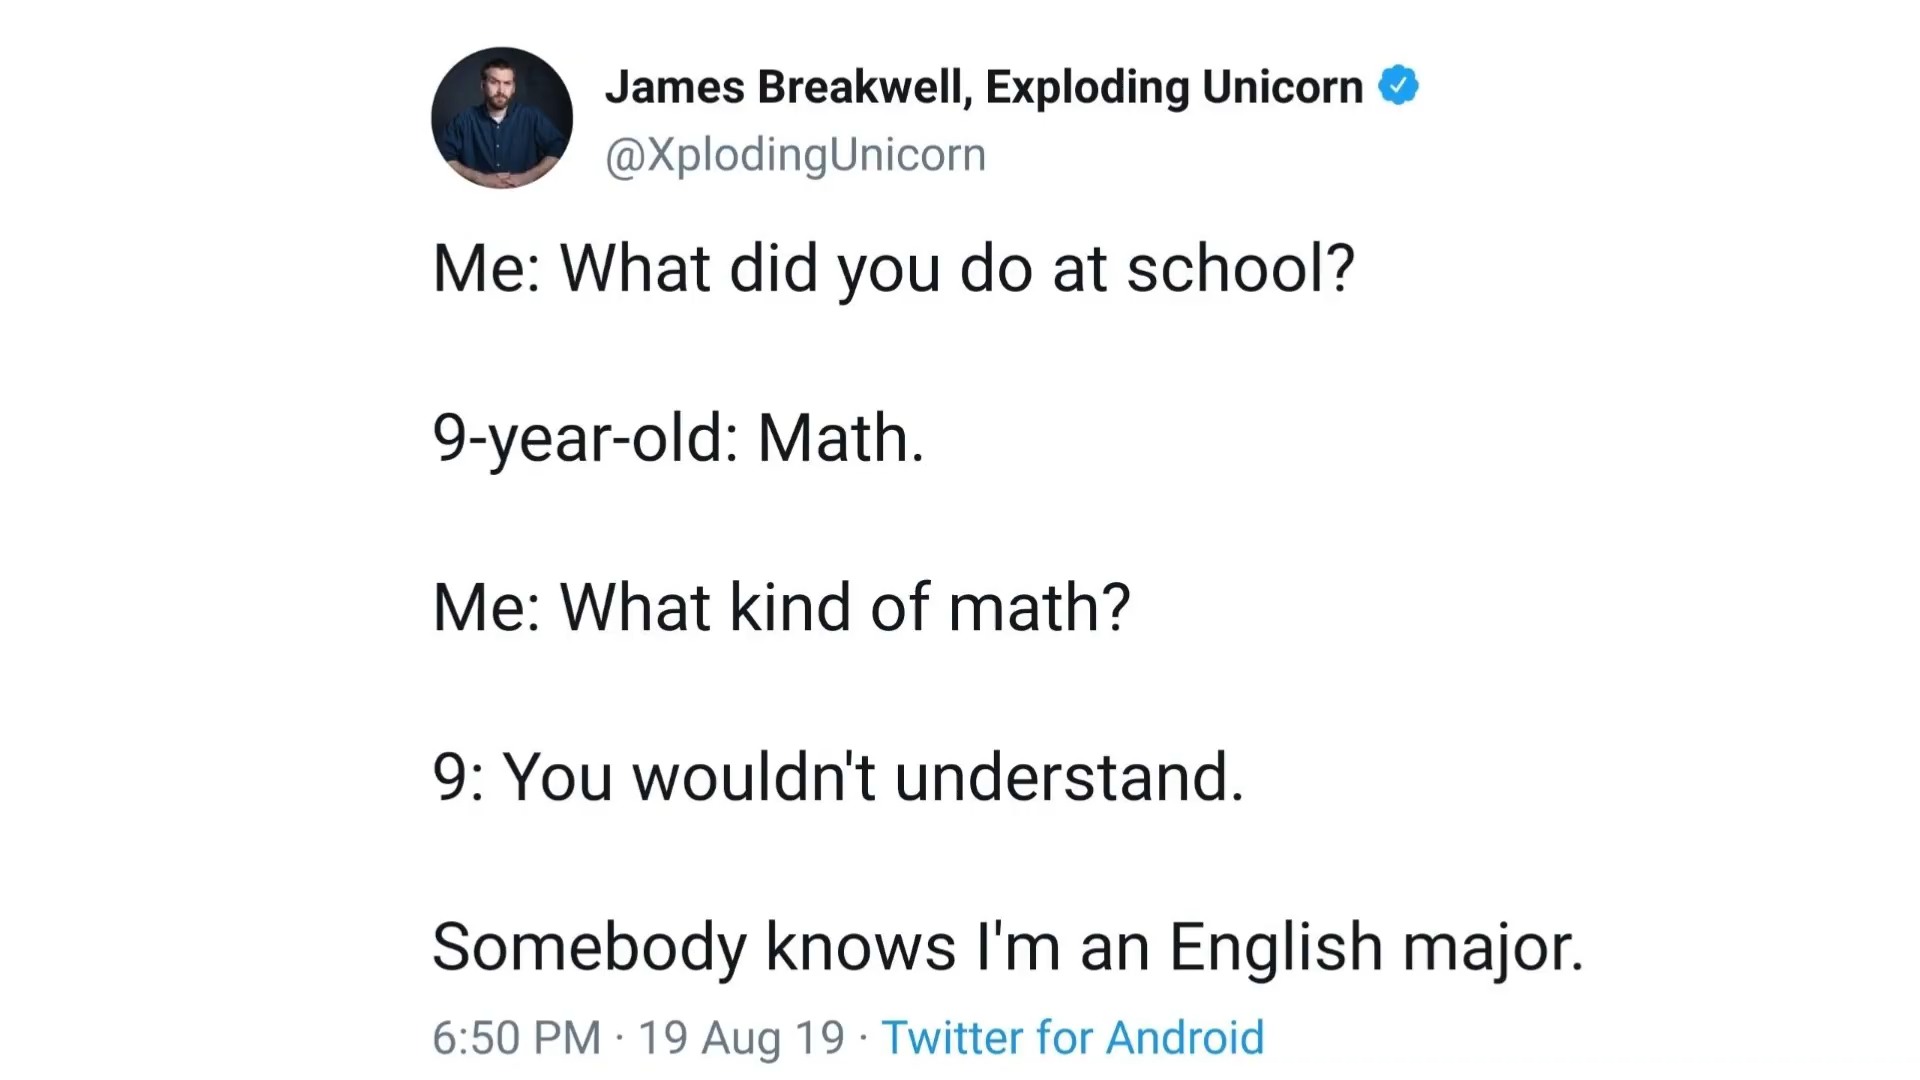 James Breakwell, Exploding Unicorn
@XplodingUnicorn
Me: What did you do at school?
9-year-old: Math.
Me: What kind of math?
9: You wouldn't understand.
Somebody knows I'm an English major.
6:50 PM · 19 Aug 19 · Twitter for Android